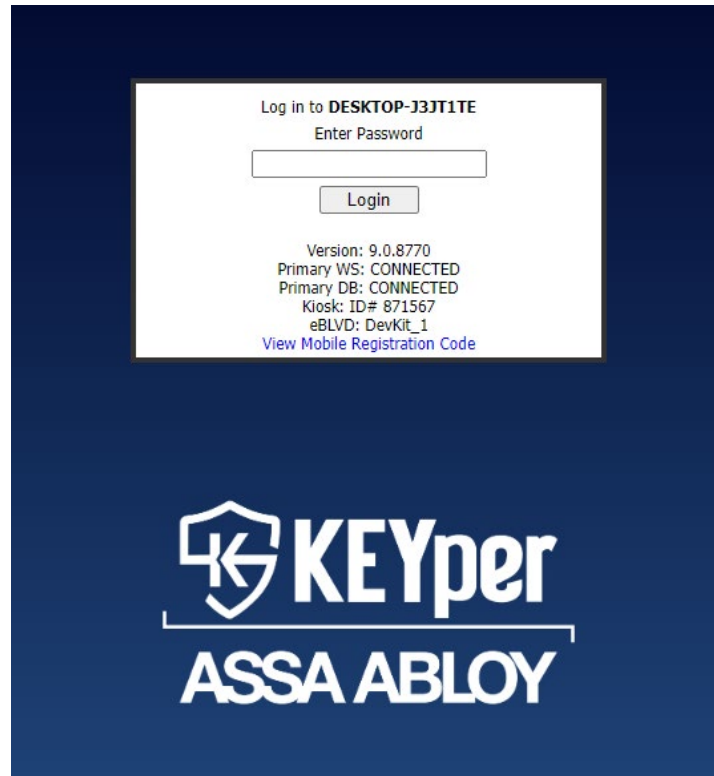 Log in to DESKTOP-J3JT1TE
Enter Password
Login
Version: 9.0.8770
Primary WS: CONNECTED
Primary DB: CONNECTED
Kiosk: ID# 871567
eBLVD: DevKit_1
View Mobile Registration Code
KEYper
ASSA ABLOY